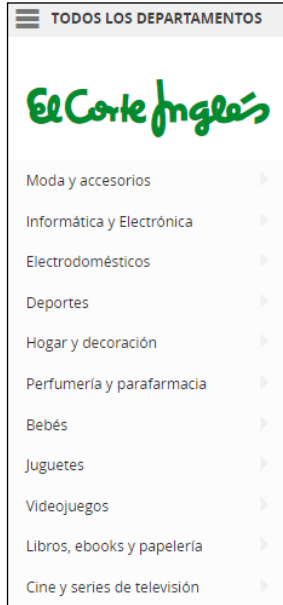 TODOS LOS DEPARTAMENTOS
El Corte Inglés
Moda y accesorios
Informática y Electrónica
Electrodomésticos
Deportes
Hogar y decoración
Perfumería y parafarmacia
Bebés
Juguetes
Videojuegos
Libros, ebooks y papelería
Cine y series de televisión